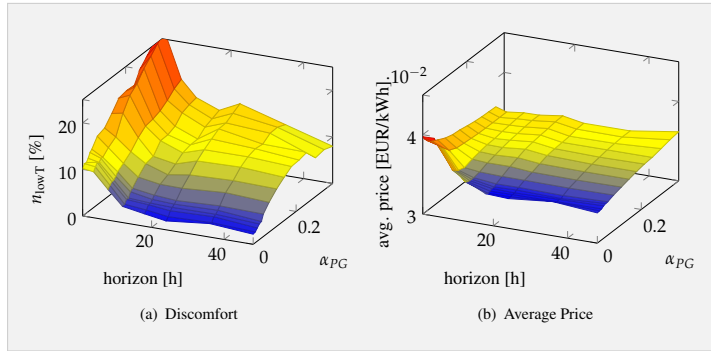 20
10
0
n_lowT [%]
20
40
0
0.2
horizon [h]
α_PG
(a) Discomfort
·10⁻²
4
3
avg. price [EUR/kWh]
20
40
0
0.2
horizon [h]
α_PG
(b) Average Price